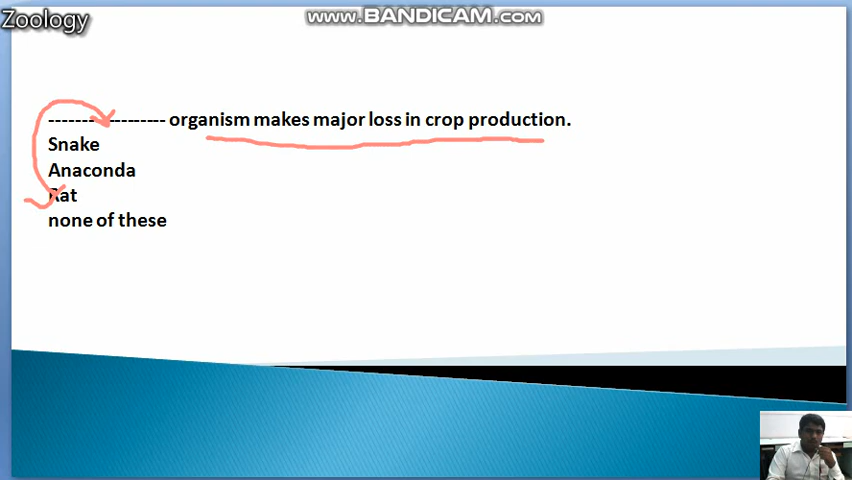 Zoology
www.BANDICAM.com
------------------ organism makes major loss in crop production.
Snake
Anaconda
Rat
none of these